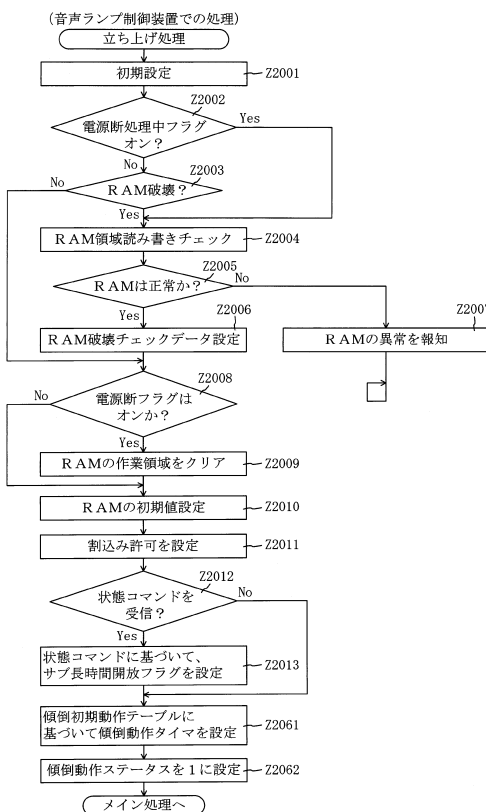 (音声ランプ制御装置での処理)
立ち上げ処理
初期設定
Z2001
Z2002
電源断処理中フラグ
オン？
Yes
No
Z2003
RAM破壊？
No
Yes
RAM領域読み書きチェック
Z2004
Z2005
RAMは正常か？
No
Yes
Z2006
RAM破壊チェックデータ設定
Z2007
RAMの異常を報知
Z2008
電源断フラグは
オンか？
No
Yes
RAMの作業領域をクリア
Z2009
RAMの初期値設定
Z2010
割込み許可を設定
Z2011
Z2012
状態コマンドを
受信？
No
Yes
状態コマンドに基づいて、
サブ長時間開放フラグを設定
Z2013
傾倒初期動作テーブルに
基づいて傾倒動作タイマを設定
Z2061
傾倒動作ステータスを1に設定
Z2062
メイン処理へ